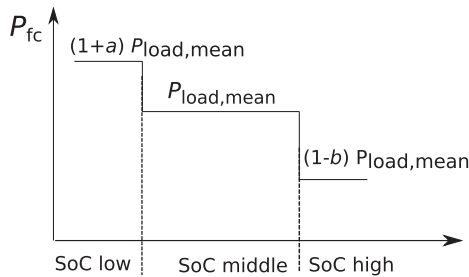 P_fc
(1+a) P_load,mean
P_load,mean
(1-b) P_load,mean
SoC low
SoC middle
SoC high